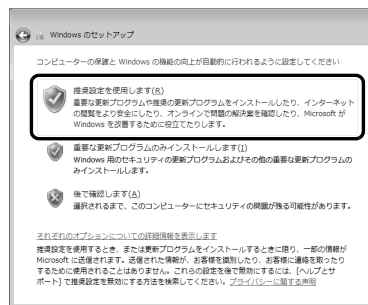 Windows のセットアップ
コンピューターの保護と Windows の機能の向上が自動的に行われるように設定してください
推奨設定を使用します(R)
重要な更新プログラムや推奨の更新プログラムをインストールしたり、インターネット
の閲覧をより安全にしたり、オンラインで問題の解決策を確認したり、Microsoft が
Windows を改善するために役立てたりします。
重要な更新プログラムのみインストールします(I)
Windows 用のセキュリティの更新プログラムおよびその他の重要な更新プログラムの
みインストールします。
後で確認します(A)
選択されるまで、このコンピューターにセキュリティの問題が残る可能性があります。
それぞれのオプションについての詳細情報を表示します
推奨設定を使用するとき、または更新プログラムをインストールするときに限り、一部の情報が
Microsoft に送信されます。送信された情報が、お客様を識別したり、お客様に連絡を取ったり
するために使用されることはありません。これらの設定を後で無効にするには、[ヘルプとサ
ポート] で推奨設定を無効にする方法を検索してください。プライバシーに関する声明